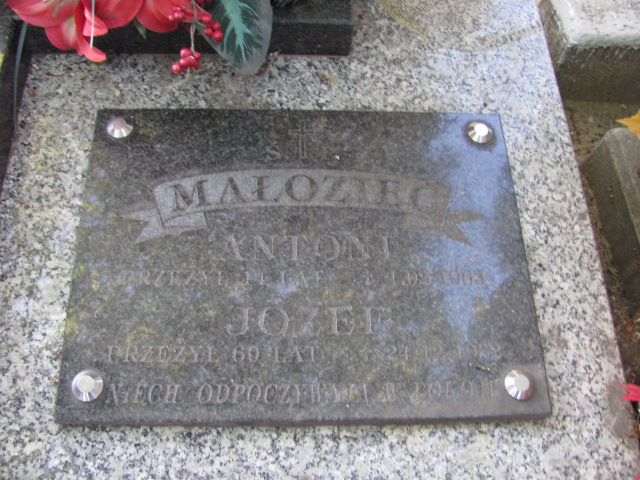 Ś
MAŁOZIEC
ANTONI
PRZEŻYŁ LAT
JÓZEF
PRZEŻYŁ 60 LAT
NIECH ODPOCZYWAJĄ W POKOJU